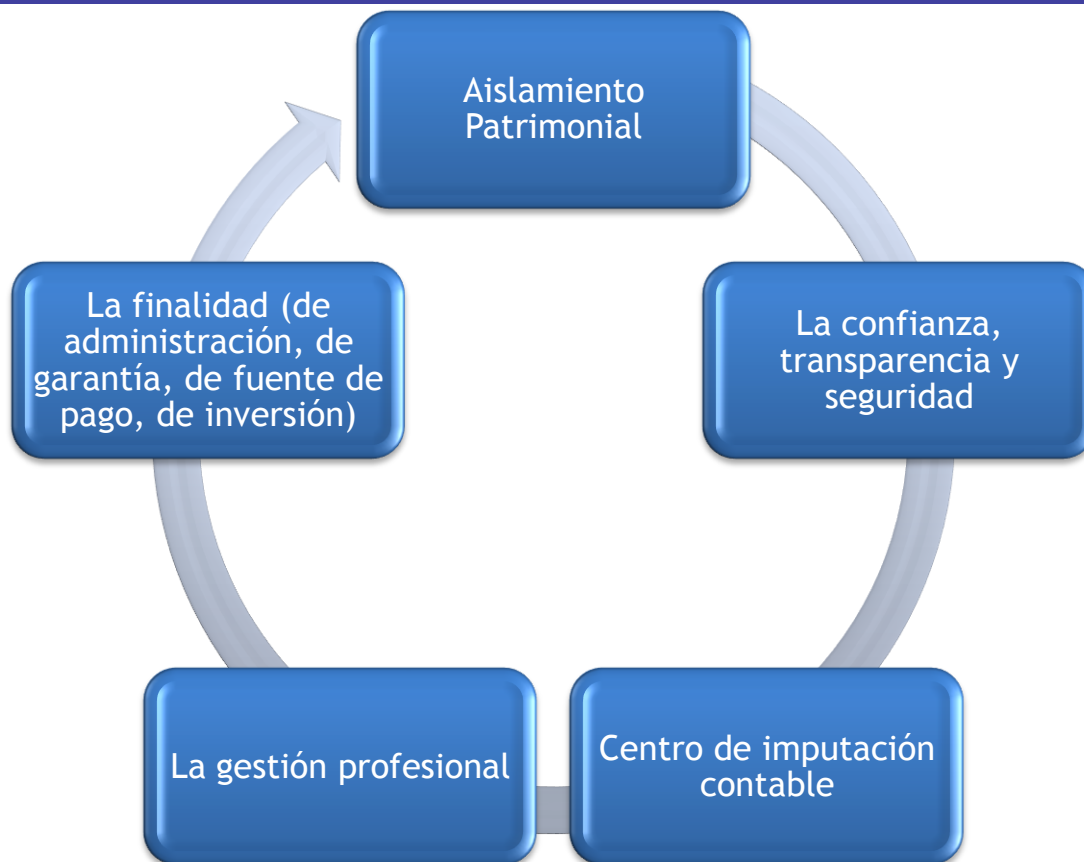 Aislamiento
Patrimonial
La confianza,
transparencia y
seguridad
Centro de imputación
contable
La gestión profesional
La finalidad (de
administración, de
garantía, de fuente de
pago, de inversión)